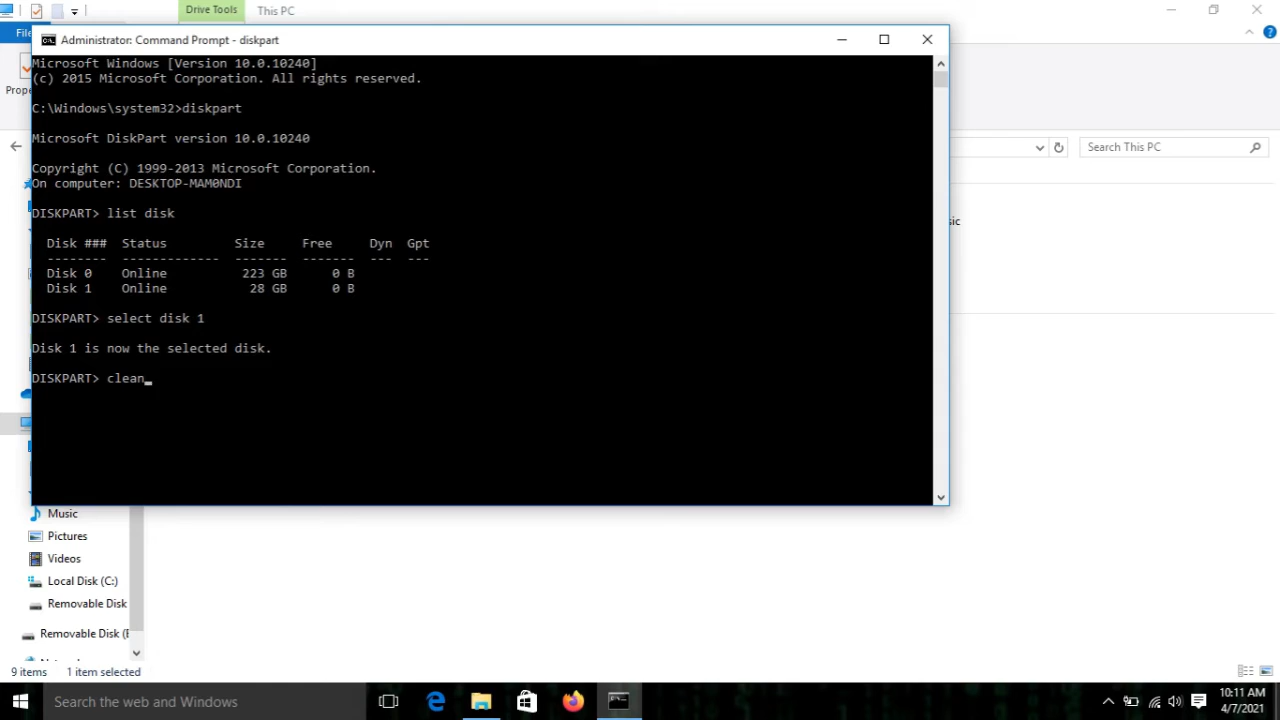 Drive Tools
This PC
Administrator: Command Prompt - diskpart
Microsoft Windows [Version 10.0.10240]
(c) 2015 Microsoft Corporation. All rights reserved.
C:\Windows\system32>diskpart
Microsoft DiskPart version 10.0.10240
Copyright (C) 1999-2013 Microsoft Corporation.
On computer: DESKTOP-MAM0NDI
DISKPART> list disk
Disk ### Status Size Free Dyn Gpt
-------- ------------- ------- ------- --- ---
Disk 0 Online 223 GB 0 B
Disk 1 Online 28 GB 0 B
DISKPART> select disk 1
Disk 1 is now the selected disk.
DISKPART> clean_
Search This PC
Music
Pictures
Videos
Local Disk (C:)
Removable Disk
Removable Disk (
9 items 1 item selected
Search the web and Windows
10:11 AM
4/7/2021